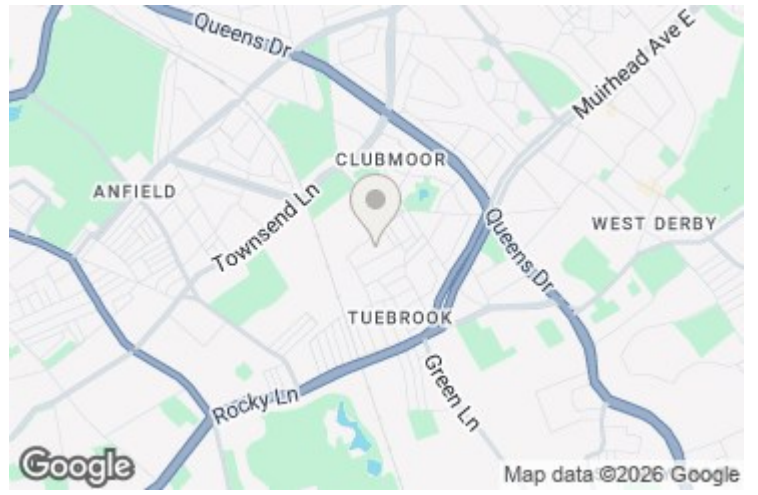 Queens Dr
Muirhead Ave E
CLUBMOOR
ANFIELD
Townsend Ln
Queens Dr
WEST DERBY
TUEBROOK
Green Ln
Rocky Ln
Google
Map data ©2026 Google